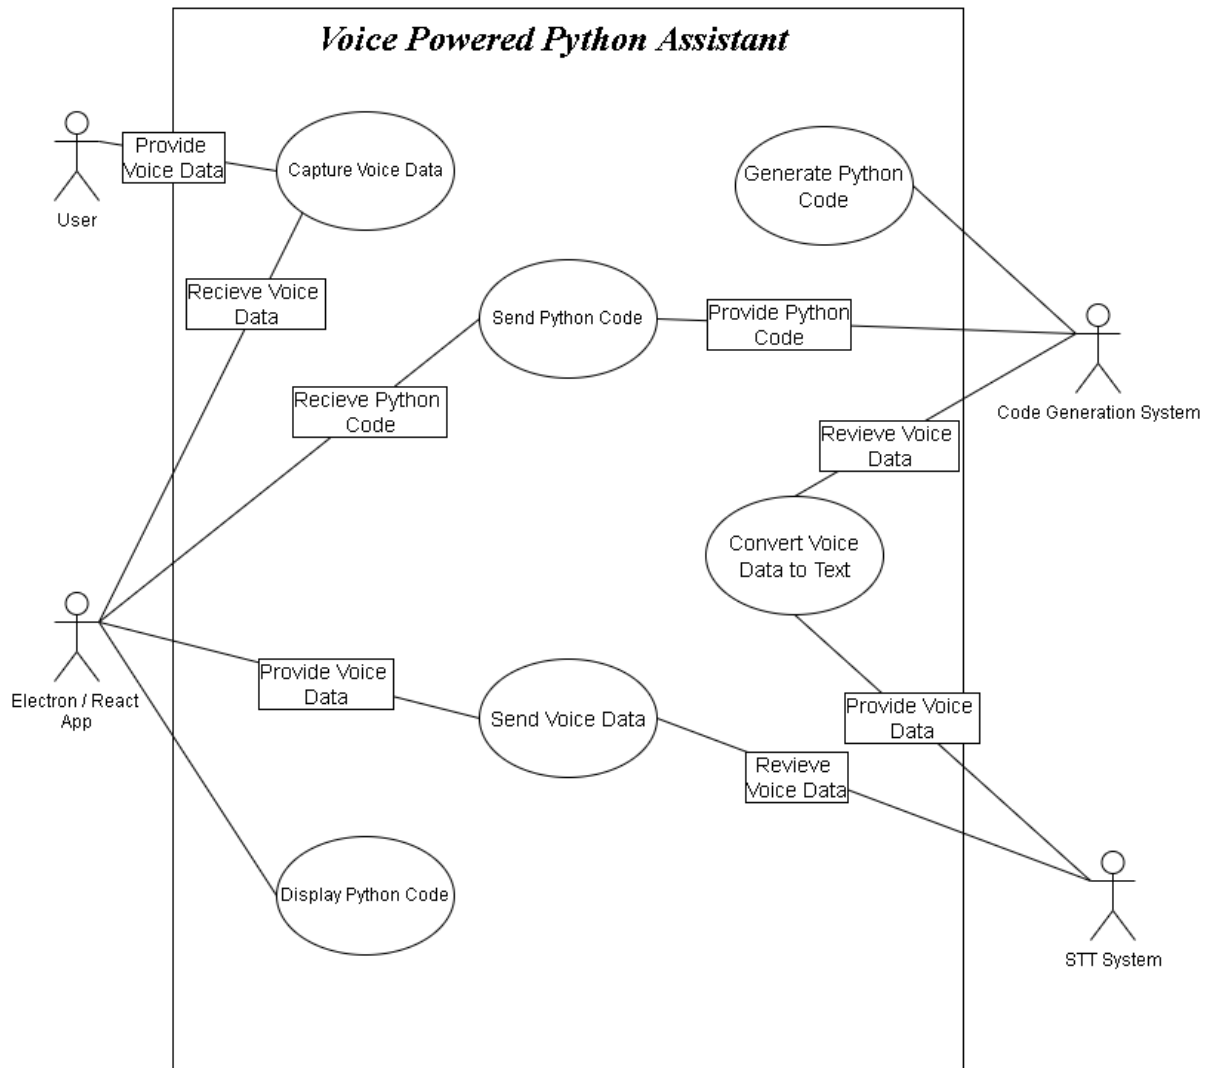 Voice Powered Python Assistant
Provide
Voice Data
Capture Voice Data
Generate Python
Code
User
Recieve Voice
Data
Send Python Code
Provide Python
Code
Recieve Python
Code
Code Generation System
Revieve Voice
Data
Convert Voice
Data to Text
Electron / React
App
Provide Voice
Data
Send Voice Data
Provide Voice
Data
Revieve
Voice Data
Display Python Code
STT System